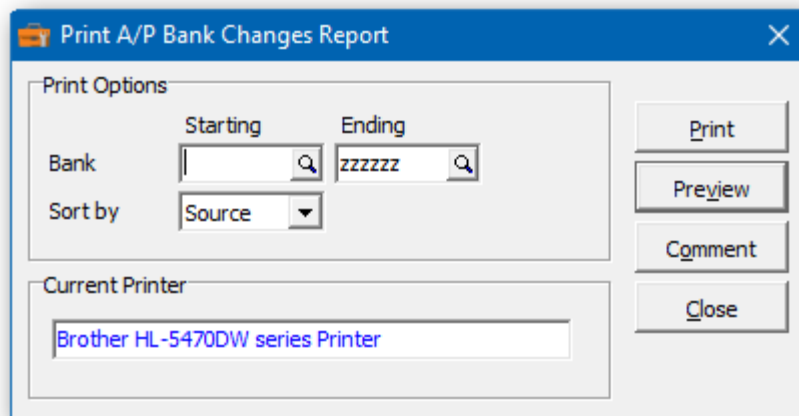 Print A/P Bank Changes Report
Print Options
Starting Ending
Bank zzzzzz
Sort by Source
Current Printer
Brother HL-5470DW series Printer
Print
Preview
Comment
Close